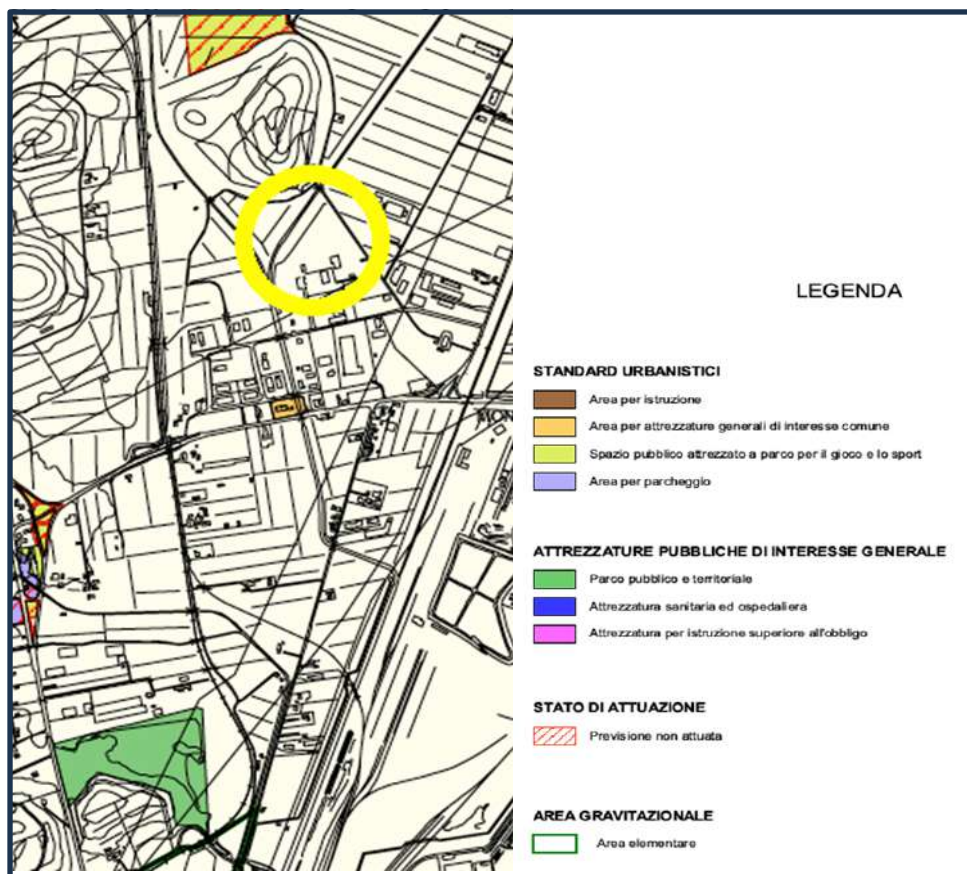 LEGENDA
STANDARD URBANISTICI
Area per istruzione
Area per attrezzature generali di interesse comune
Spazio pubblico attrezzato a parco per il gioco e lo sport
Area per parcheggio
ATTREZZATURE PUBBLICHE DI INTERESSE GENERALE
Parco pubblico e territoriale
Attrezzatura sanitaria ed ospedaliera
Attrezzatura per istruzione superiore all'obbligo
STATO DI ATTUAZIONE
Previsione non attuata
AREA GRAVITAZIONALE
Area elementare
MON